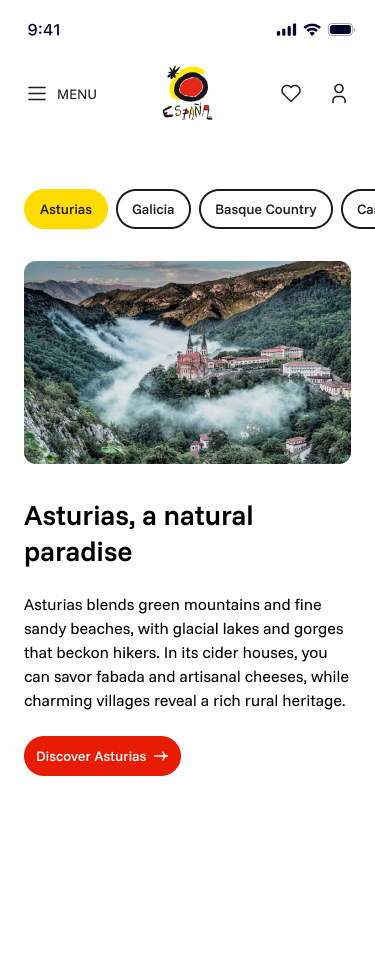 9:41
MENU
ESPAÑA
Asturias
Galicia
Basque Country
Asturias, a natural
paradise
Asturias blends green mountains and fine
sandy beaches, with glacial lakes and gorges
that beckon hikers. In its cider houses, you
can savor fabada and artisanal cheeses, while
charming villages reveal a rich rural heritage.
Discover Asturias →